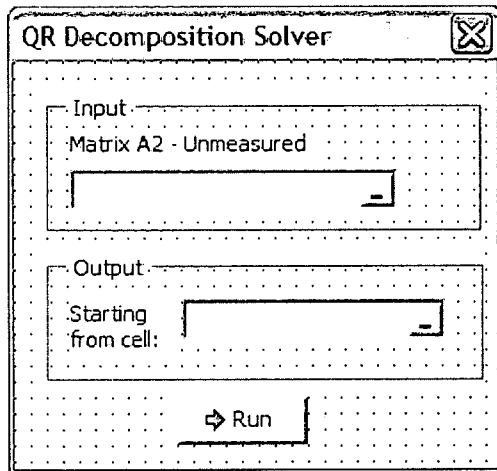 QR Decomposition Solver
Input
Matrix A2 - Unmeasured
Output
Starting
from cell:
Run